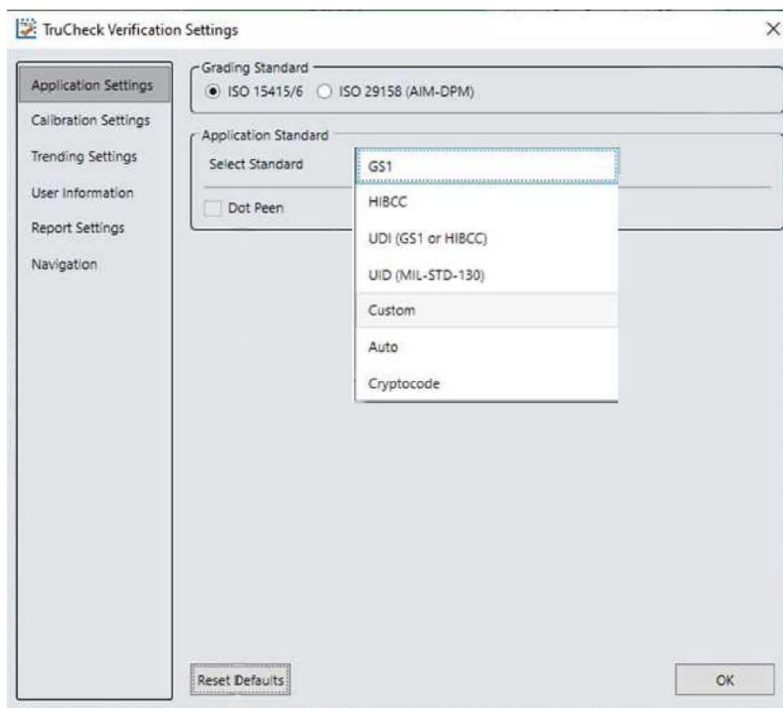 TruCheck Verification Settings
Application Settings
Calibration Settings
Trending Settings
User Information
Report Settings
Navigation
Grading Standard
ISO 15415/6 ISO 29158 (AIM-DPM)
Application Standard
Select Standard
GS1
HIBCC
UDI (GS1 or HIBCC)
UID (MIL-STD-130)
Custom
Auto
Cryptocode
Dot Peen
Reset Defaults
OK